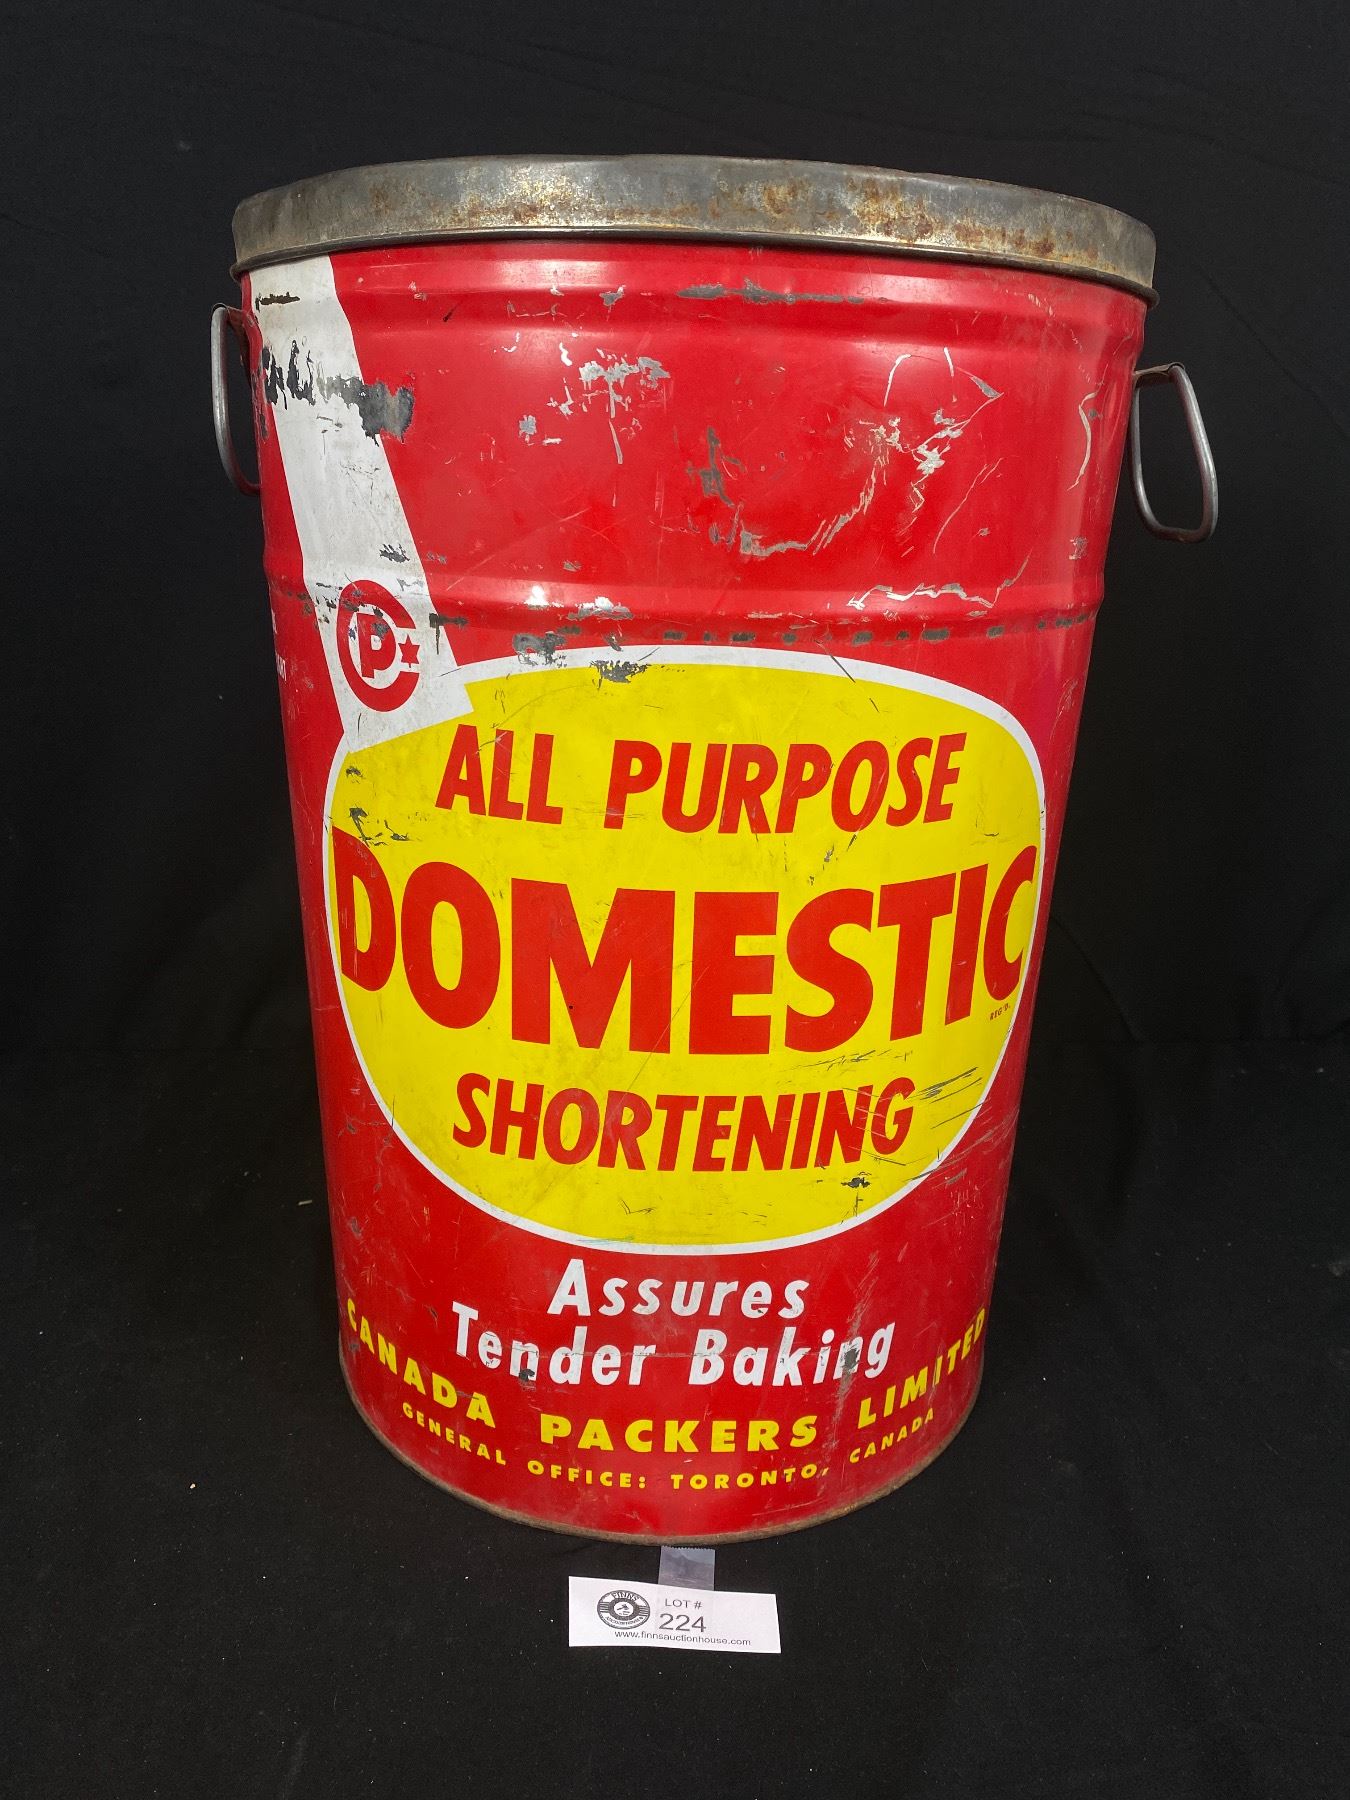 CP
ALL PURPOSE
DOMESTIC
REG'D.
SHORTENING
Assures
Tender Baking
CANADA PACKERS LIMITED
GENERAL OFFICE: TORONTO, CANADA
FINNS
LOT #
224
www.finnsauctionhouse.com